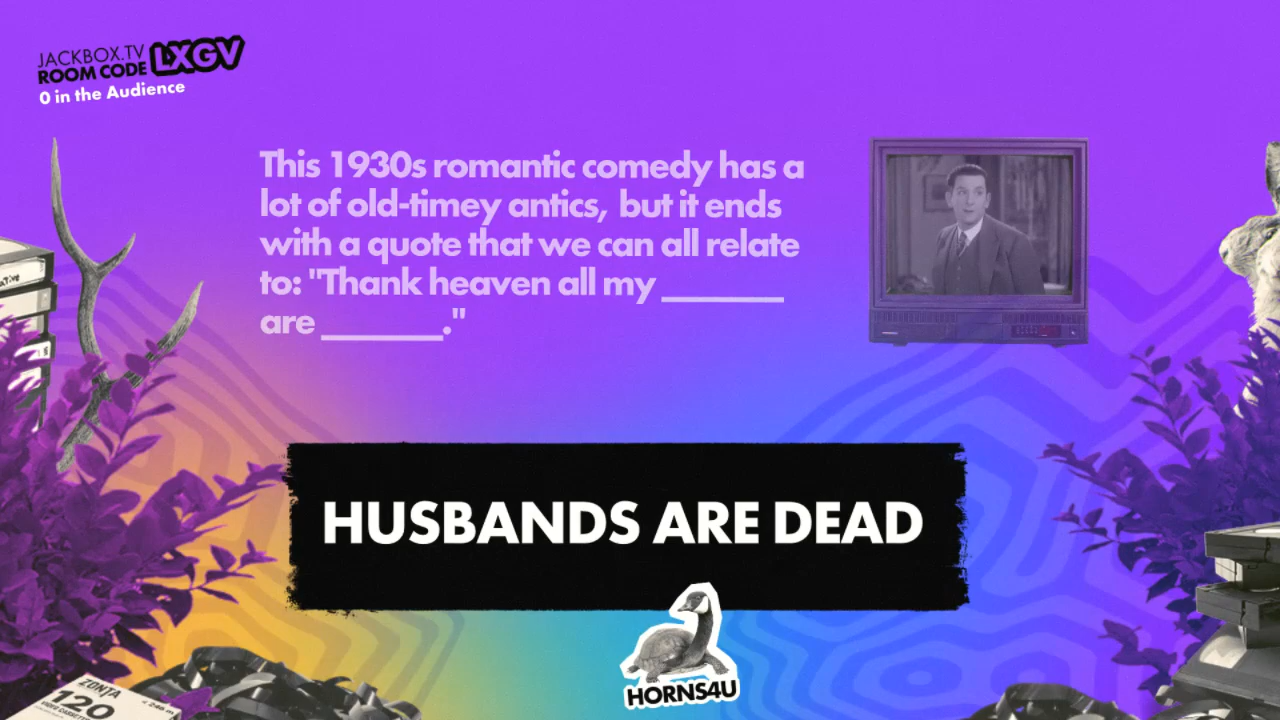 JACKBOX.TV
ROOM CODE LXGV
0 in the Audience
This 1930s romantic comedy has a
lot of old-timey antics, but it ends
with a quote that we can all relate
to: "Thank heaven all my ______
are ______."
HUSBANDS ARE DEAD
HORNS4U
ZONTA
120